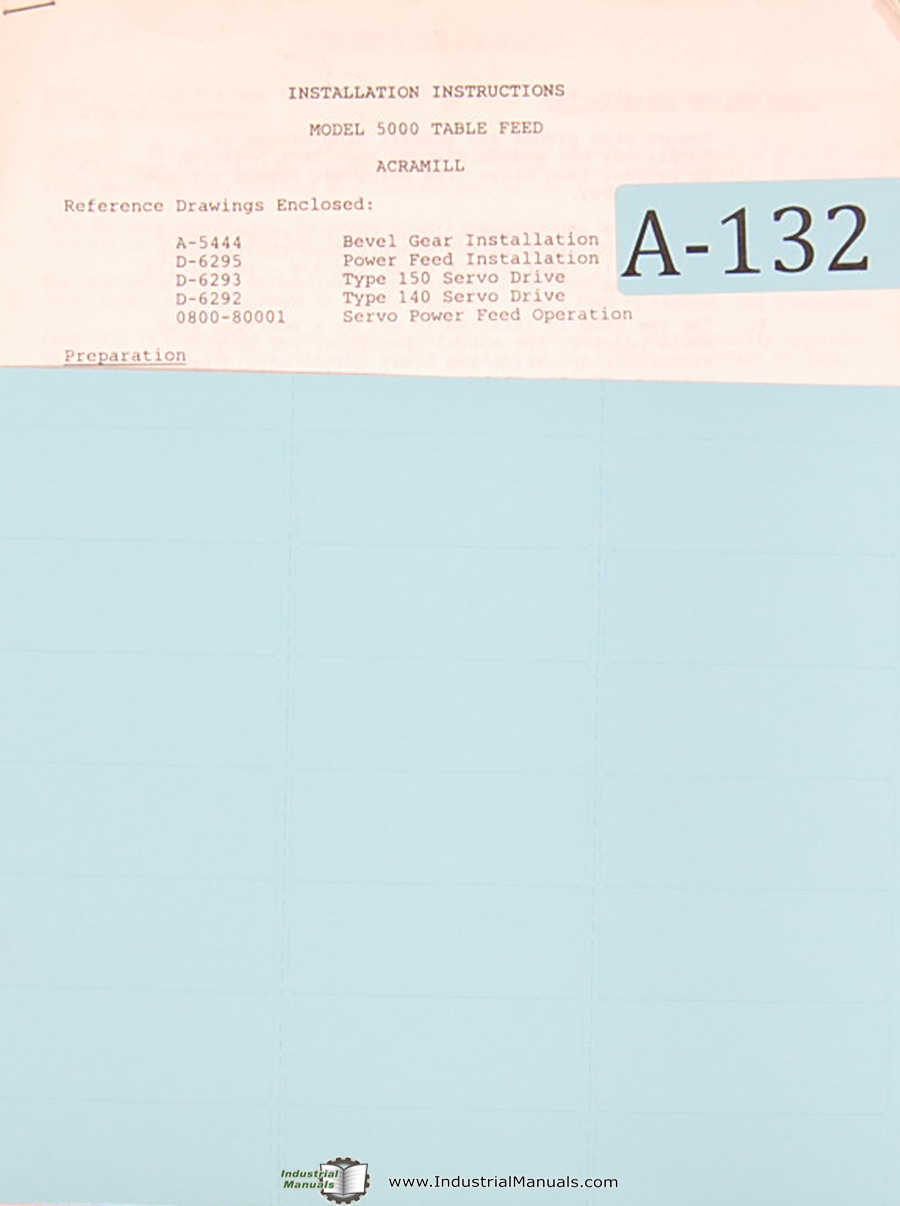 INSTALLATION INSTRUCTIONS
MODEL 5000 TABLE FEED
ACRAMILL
Reference Drawings Enclosed:
A-5444 Bevel Gear Installation
D-6295 Power Feed Installation
D-6293 Type 150 Servo Drive
D-6292 Type 140 Servo Drive
0800-80001 Servo Power Feed Operation
A-132
Preparation
Industrial
Manuals
www.IndustrialManuals.com